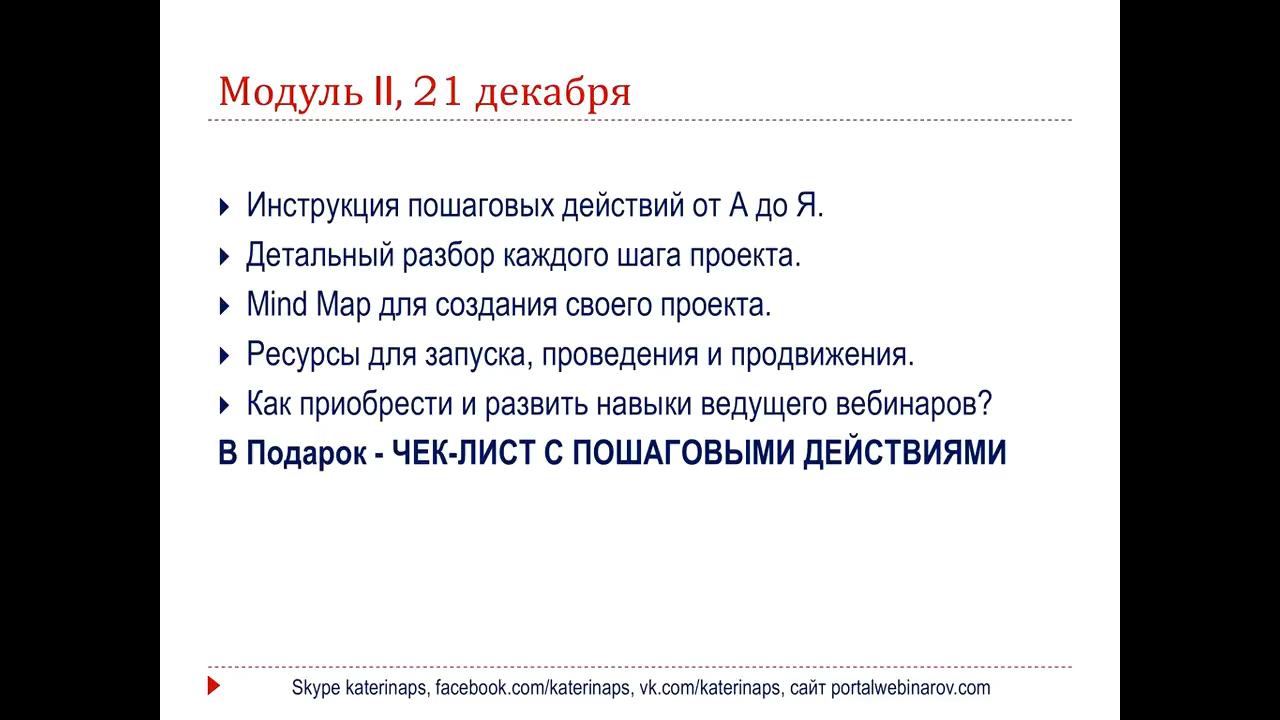 Модуль II, 21 декабря
Инструкция пошаговых действий от А до Я.
Детальный разбор каждого шага проекта.
Mind Map для создания своего проекта.
Ресурсы для запуска, проведения и продвижения.
Как приобрести и развить навыки ведущего вебинаров?
В Подарок - ЧЕК-ЛИСТ С ПОШАГОВЫМИ ДЕЙСТВИЯМИ
Skype katerinaps, facebook.com/katerinaps, vk.com/katerinaps, сайт portalwebinarov.com